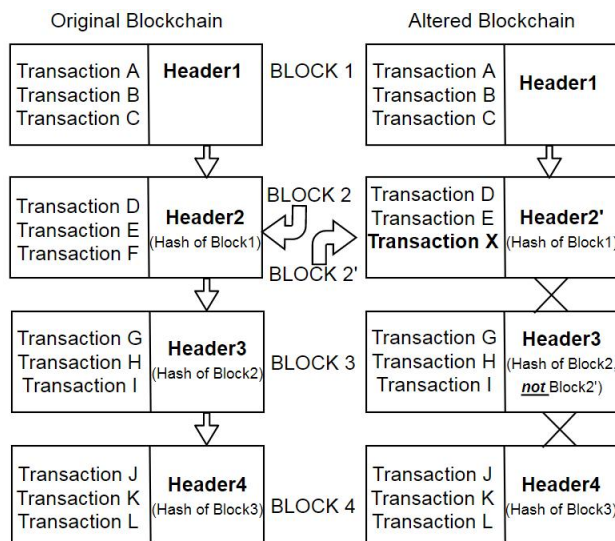 Original Blockchain
Altered Blockchain
Transaction A
Transaction B
Transaction C
Header1
BLOCK 1
Transaction A
Transaction B
Transaction C
Header1
Transaction D
Transaction E
Transaction F
Header2
(Hash of Block1)
BLOCK 2
BLOCK 2'
Transaction D
Transaction E
Transaction X
Header2'
(Hash of Block1)
Transaction G
Transaction H
Transaction I
Header3
(Hash of Block2)
BLOCK 3
Transaction G
Transaction H
Transaction I
Header3
(Hash of Block2,
not Block2')
Transaction J
Transaction K
Transaction L
Header4
(Hash of Block3)
BLOCK 4
Transaction J
Transaction K
Transaction L
Header4
(Hash of Block3)